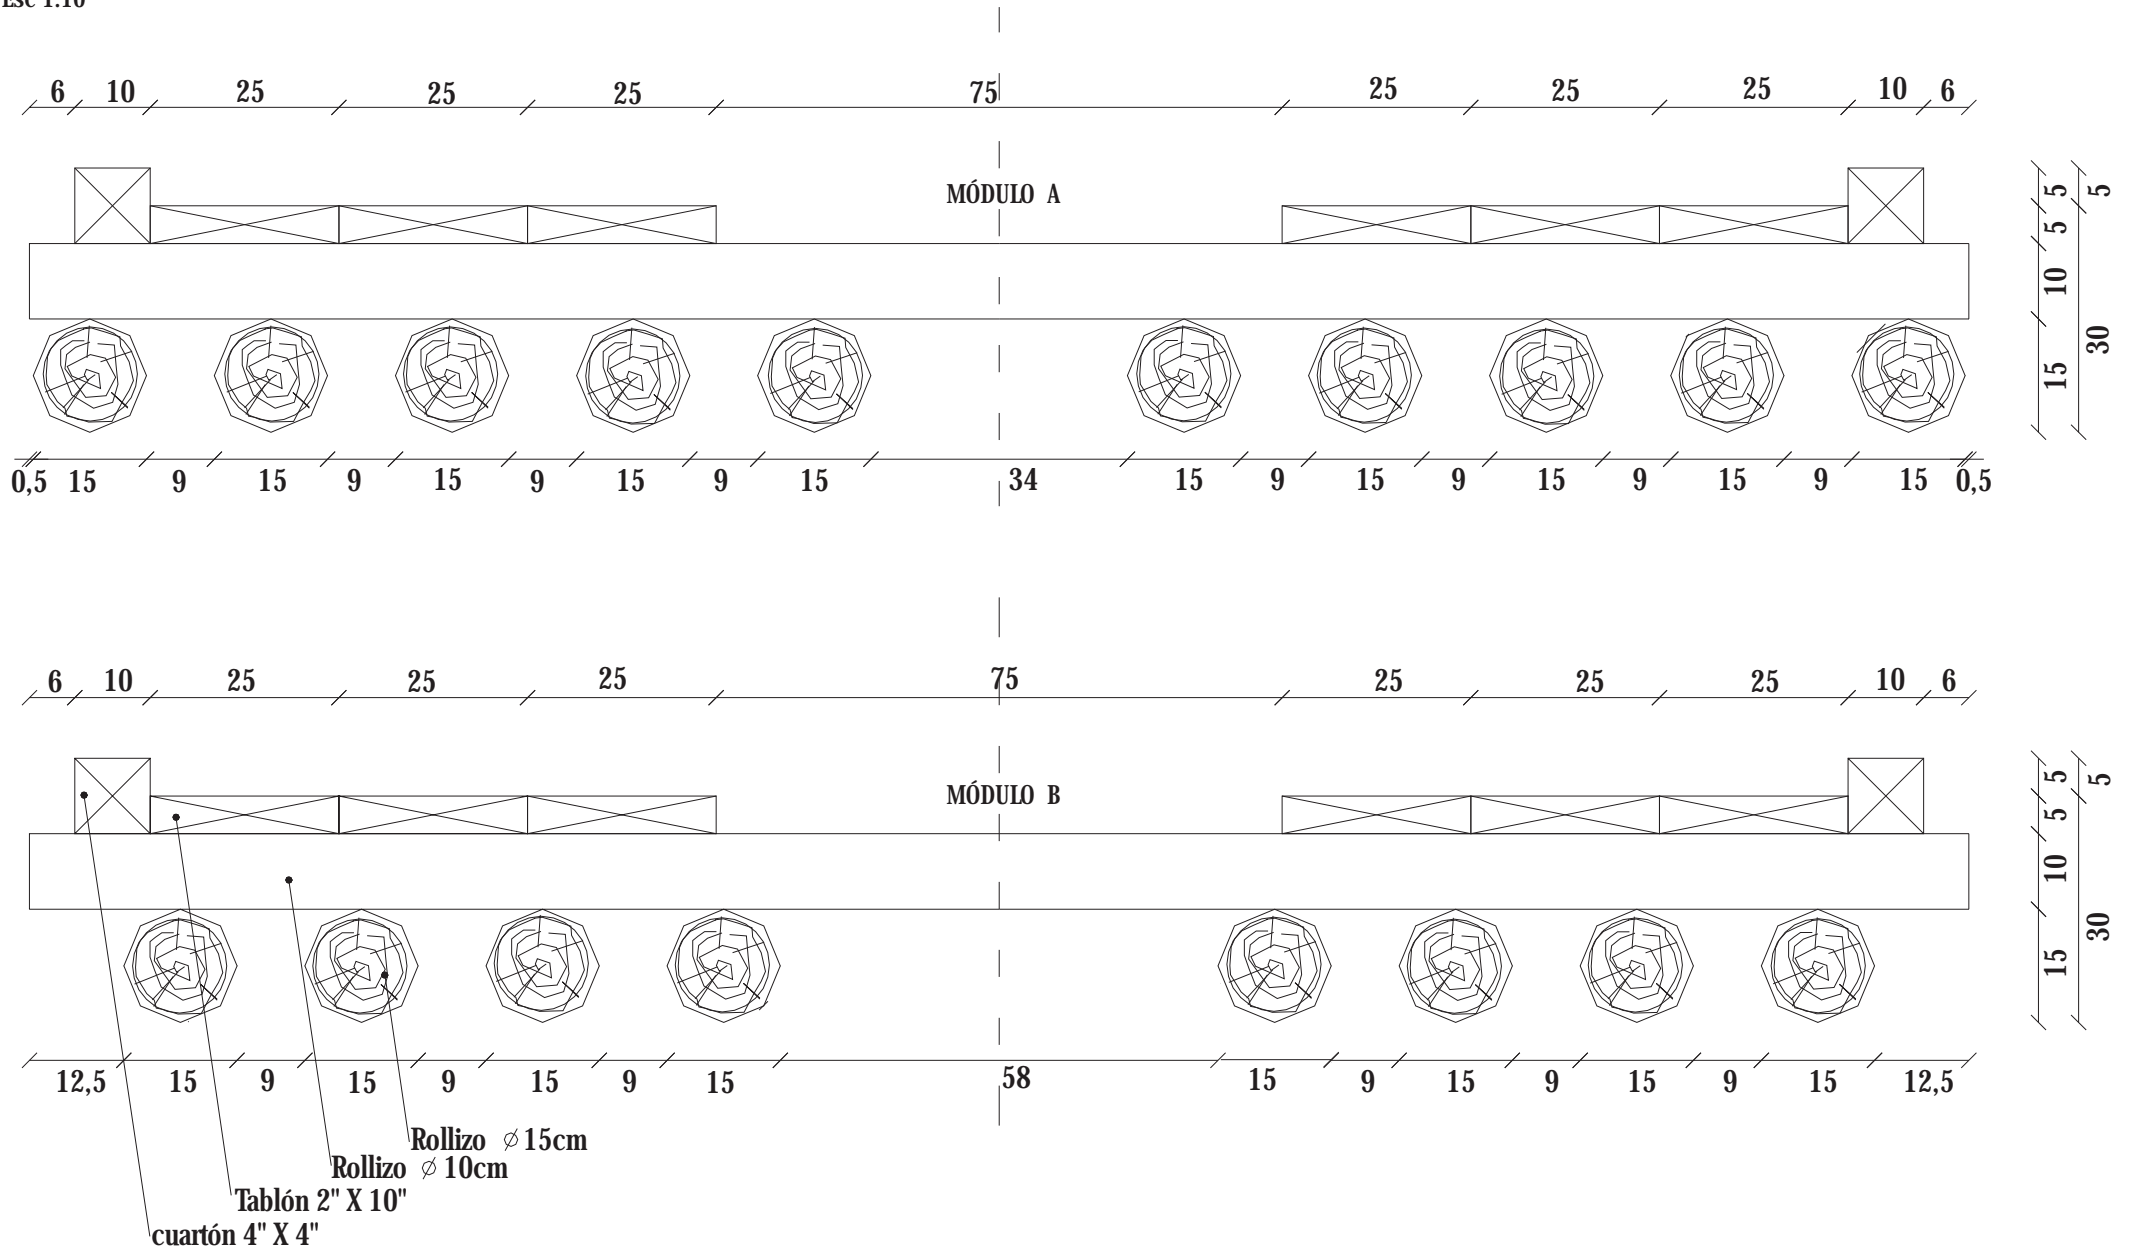 Esc 1:10
6 10 25 25 25 75 25 25 25 10 6
MÓDULO A
5 5 10 15
5 30
0,5 15 9 15 9 15 9 15 9 15 34 15 9 15 9 15 9 15 9 15 0,5
6 10 25 25 25 75 25 25 25 10 6
MÓDULO B
5 5 10 15
5 30
12,5 15 9 15 9 15 9 15 58 15 9 15 9 15 9 15 12,5
Rollizo ∅ 15cm
Rollizo ∅ 10cm
Tablón 2" X 10"
cuartón 4" X 4"